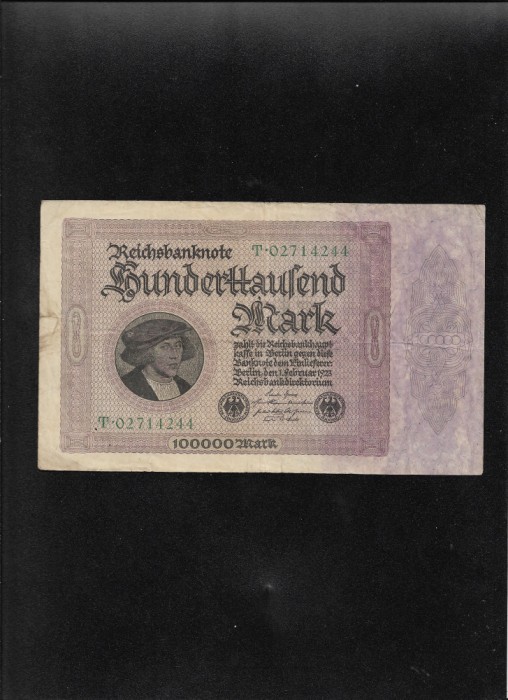 Reichsbanknote T·02714244
Hunderttausend
Mark
zahlt die Reichsbankhaupt-
kasse in Berlin gegen diese
Banknote dem Einlieferer
Berlin, den 1. Februar 1923
Reichsbankdirektorium
T·02714244
100000 Mark